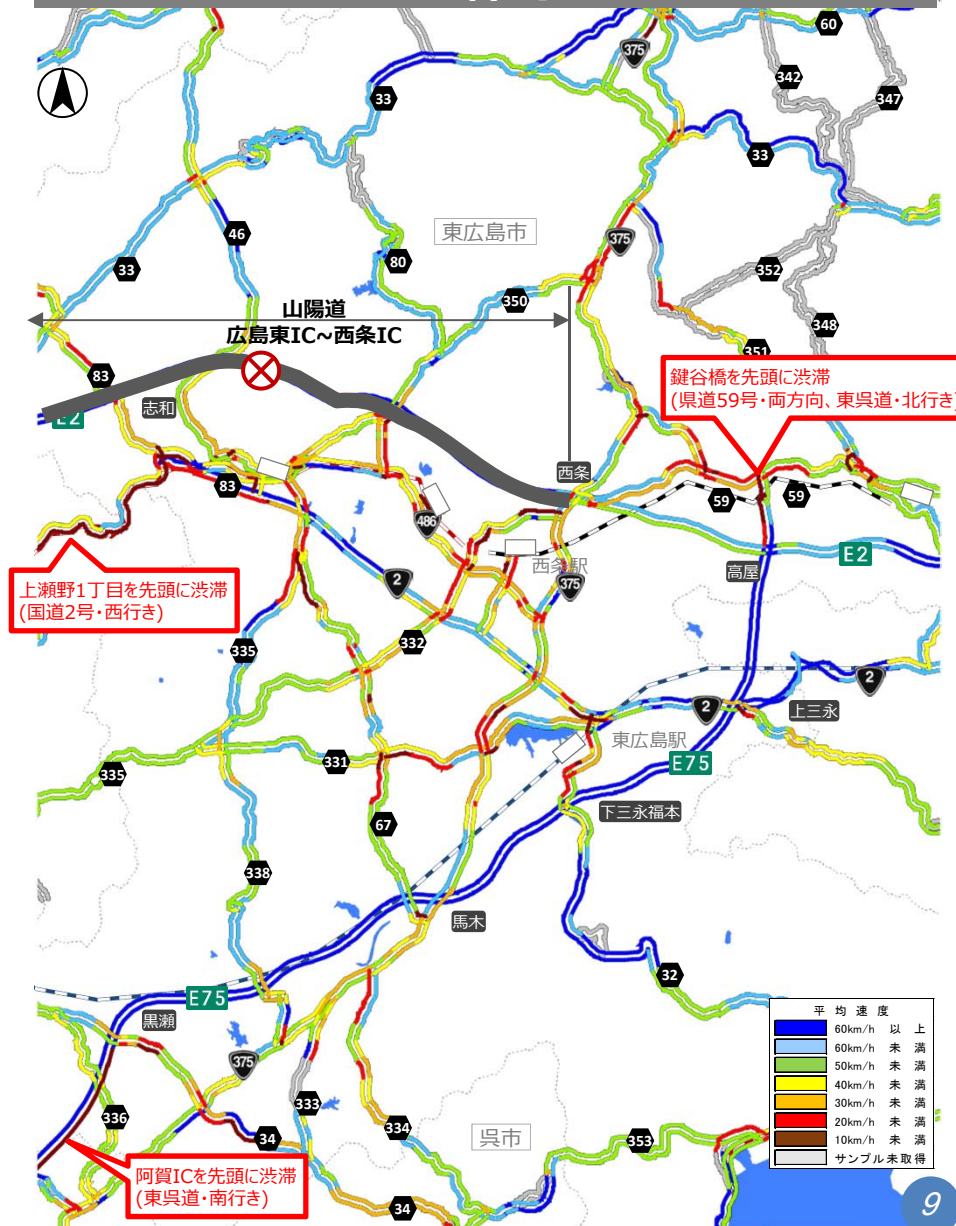 60
375
342
347
33
33
46
東広島市
375
80
33
352
350
348
山陽道
広島東IC~西条IC
351
鍵谷橋を先頭に渋滞
(県道59号・両方向、東呉道・北行き)
83
志和
E2
西条
83
59
59
486
E2
西条駅
高屋
上瀬野1丁目を先頭に渋滞
(国道2号・西行き)
2
375
332
335
2
2
上三永
東広島駅
331
E75
335
下三永福本
67
338
馬木
32
E75
黒瀬
375
333
336
334
34
呉市
353
阿賀ICを先頭に渋滞
(東呉道・南行き)
34
平均速度
60km/h 以上
60km/h 未満
50km/h 未満
40km/h 未満
30km/h 未満
20km/h 未満
10km/h 未満
サンプル未取得
9